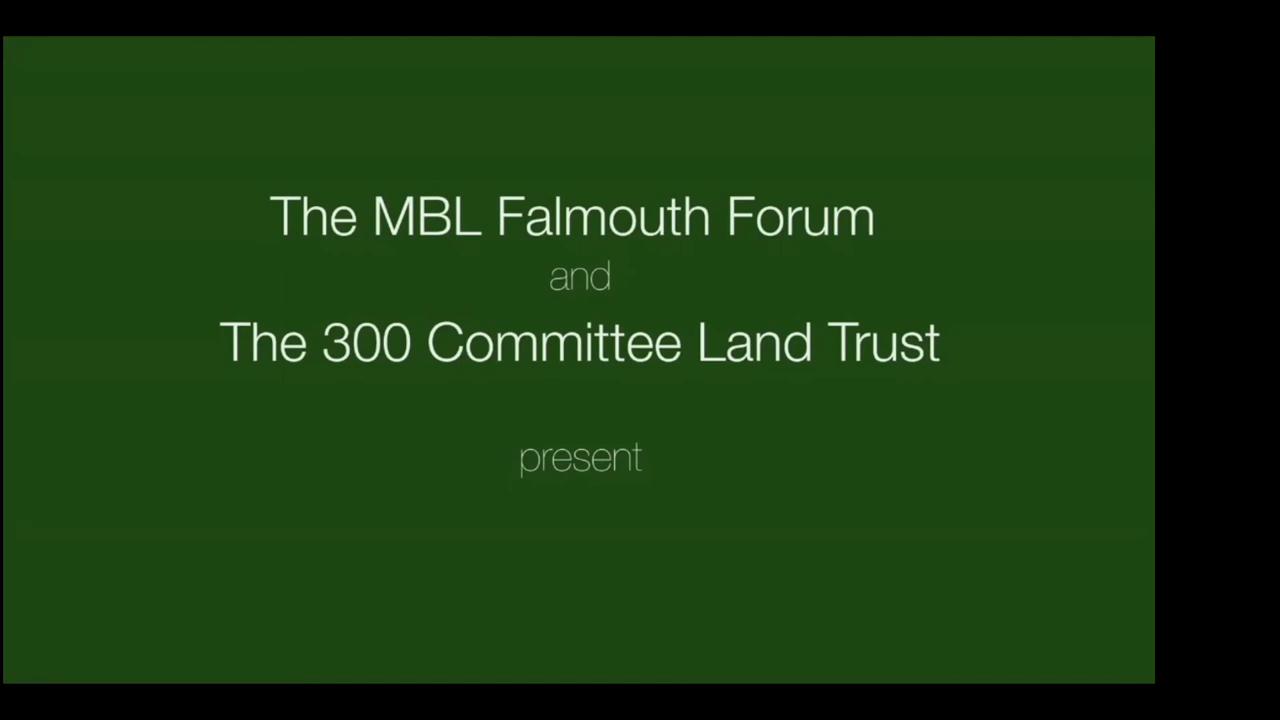 The MBL Falmouth Forum
and
The 300 Committee Land Trust
present